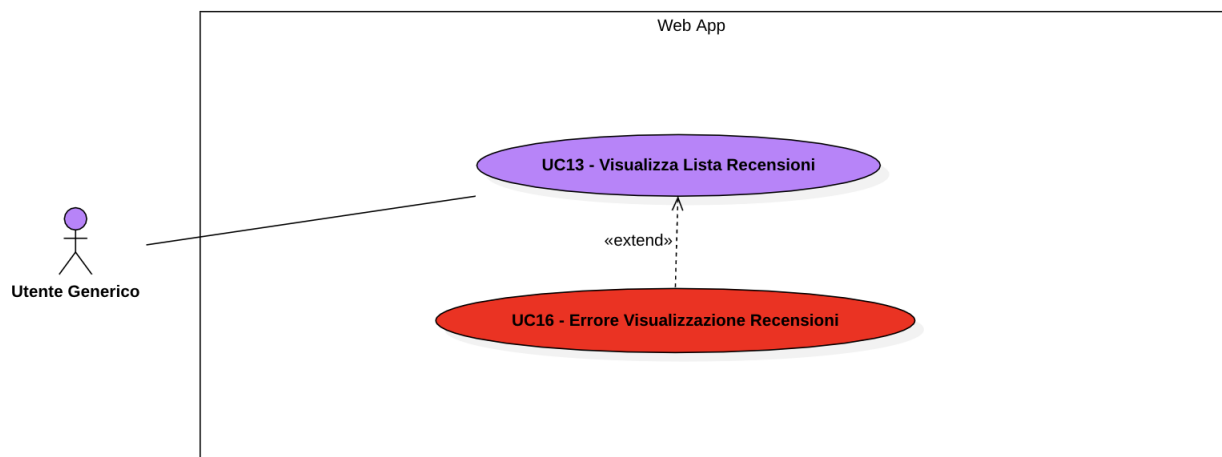 Web App
UC13 - Visualizza Lista Recensioni
«extend»
Utente Generico
UC16 - Errore Visualizzazione Recensioni